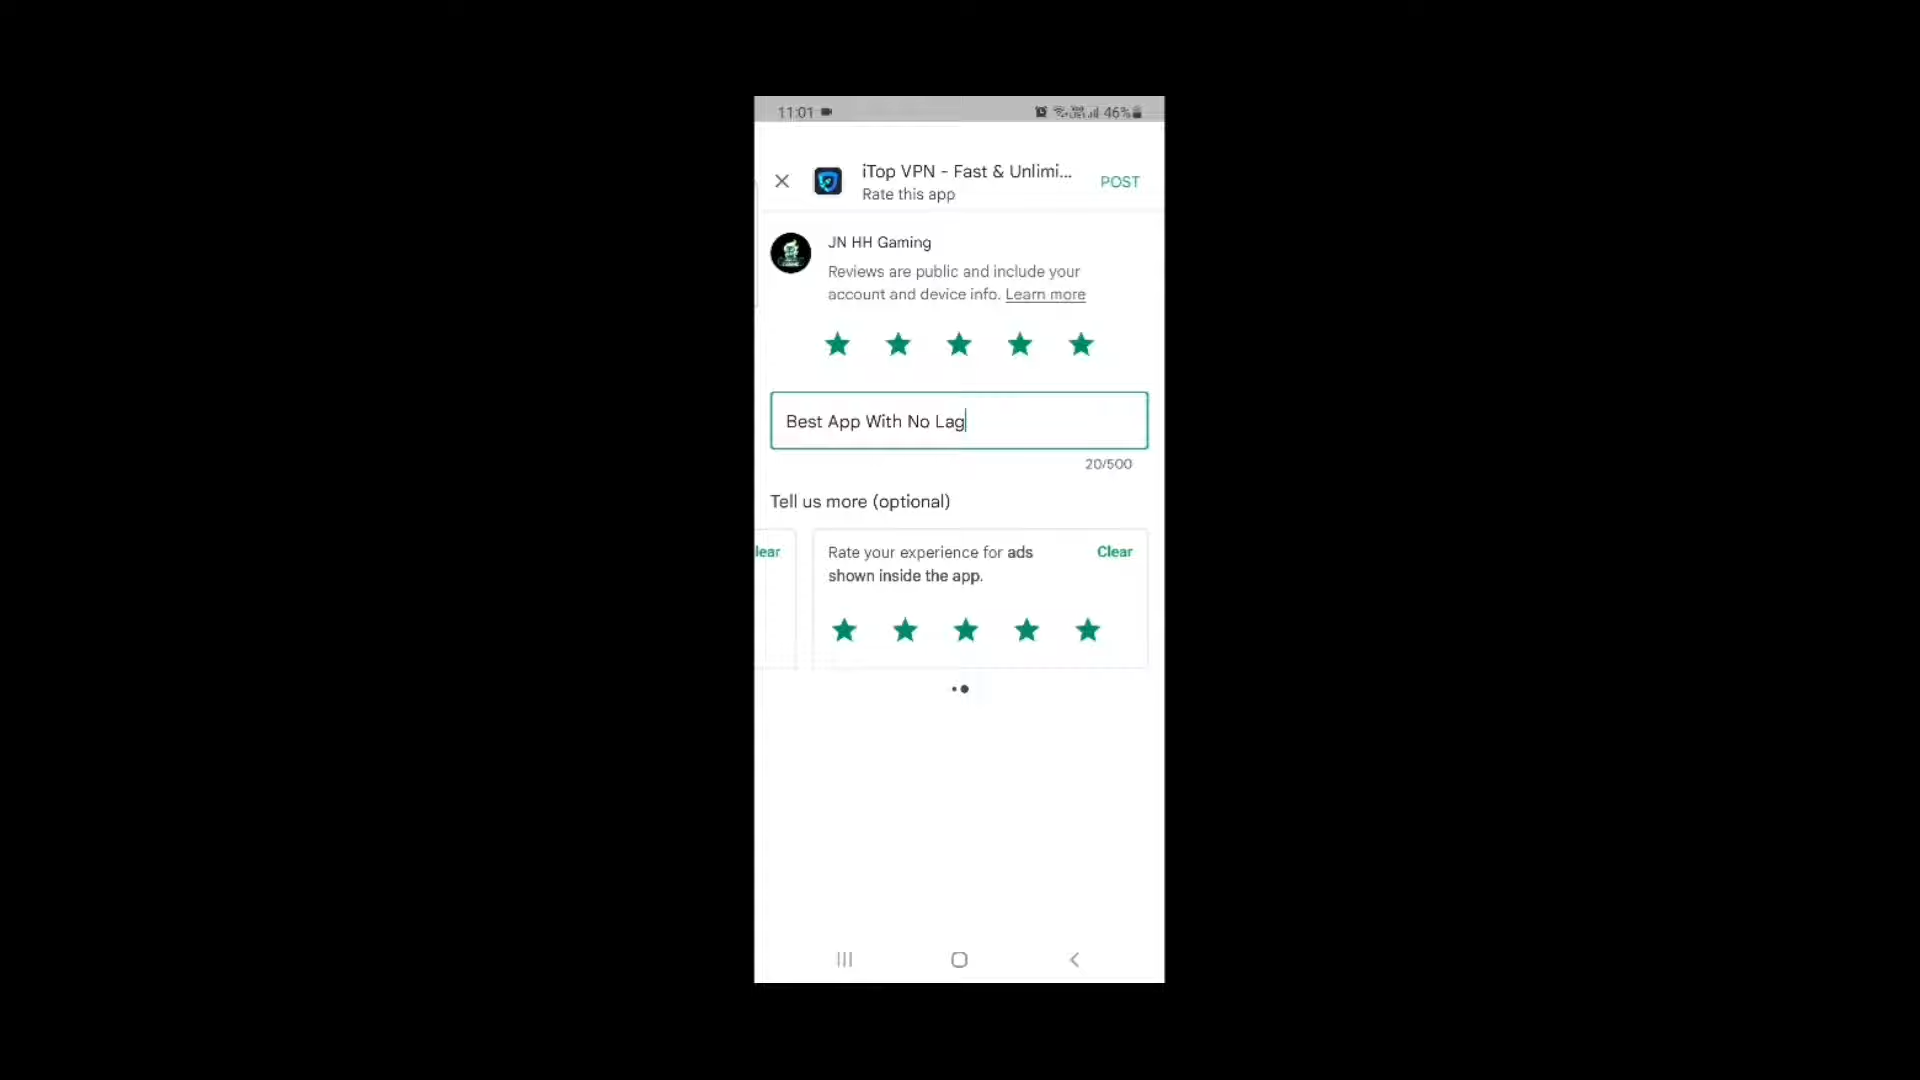 11:01 46%
iTop VPN - Fast & Unlimi...
Rate this app
POST
JN HH Gaming
Reviews are public and include your
account and device info. Learn more
Best App With No Lag
20/500
Tell us more (optional)
lear
Rate your experience for ads
shown inside the app.
Clear